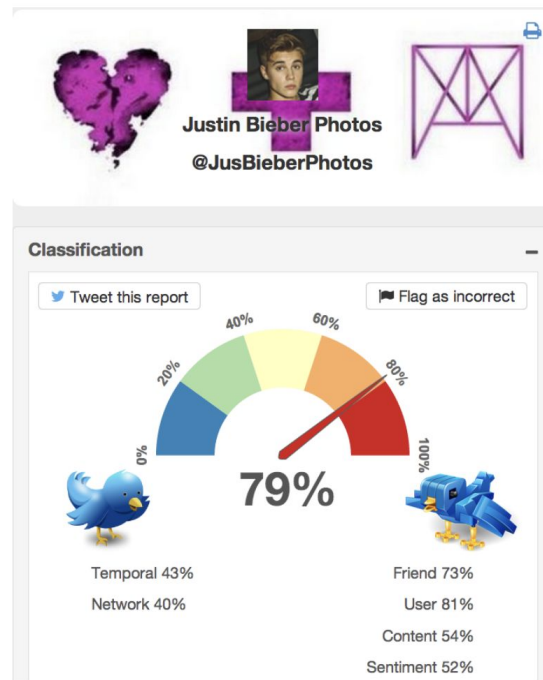 Justin Bieber Photos
@JusBieberPhotos
Classification
Tweet this report
Flag as incorrect
0%
20%
40%
60%
80%
100%
79%
Temporal 43%
Network 40%
Friend 73%
User 81%
Content 54%
Sentiment 52%